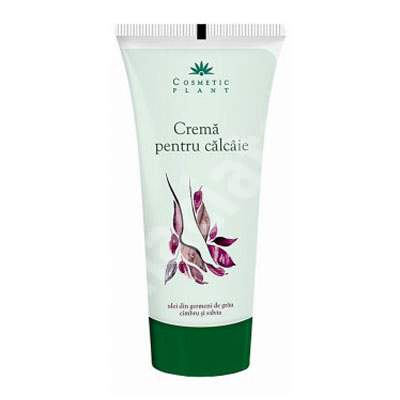 COSMETIC
PLANT
Cremă
pentru călcâie
ulei din germeni de grâu
cimbru și salvie